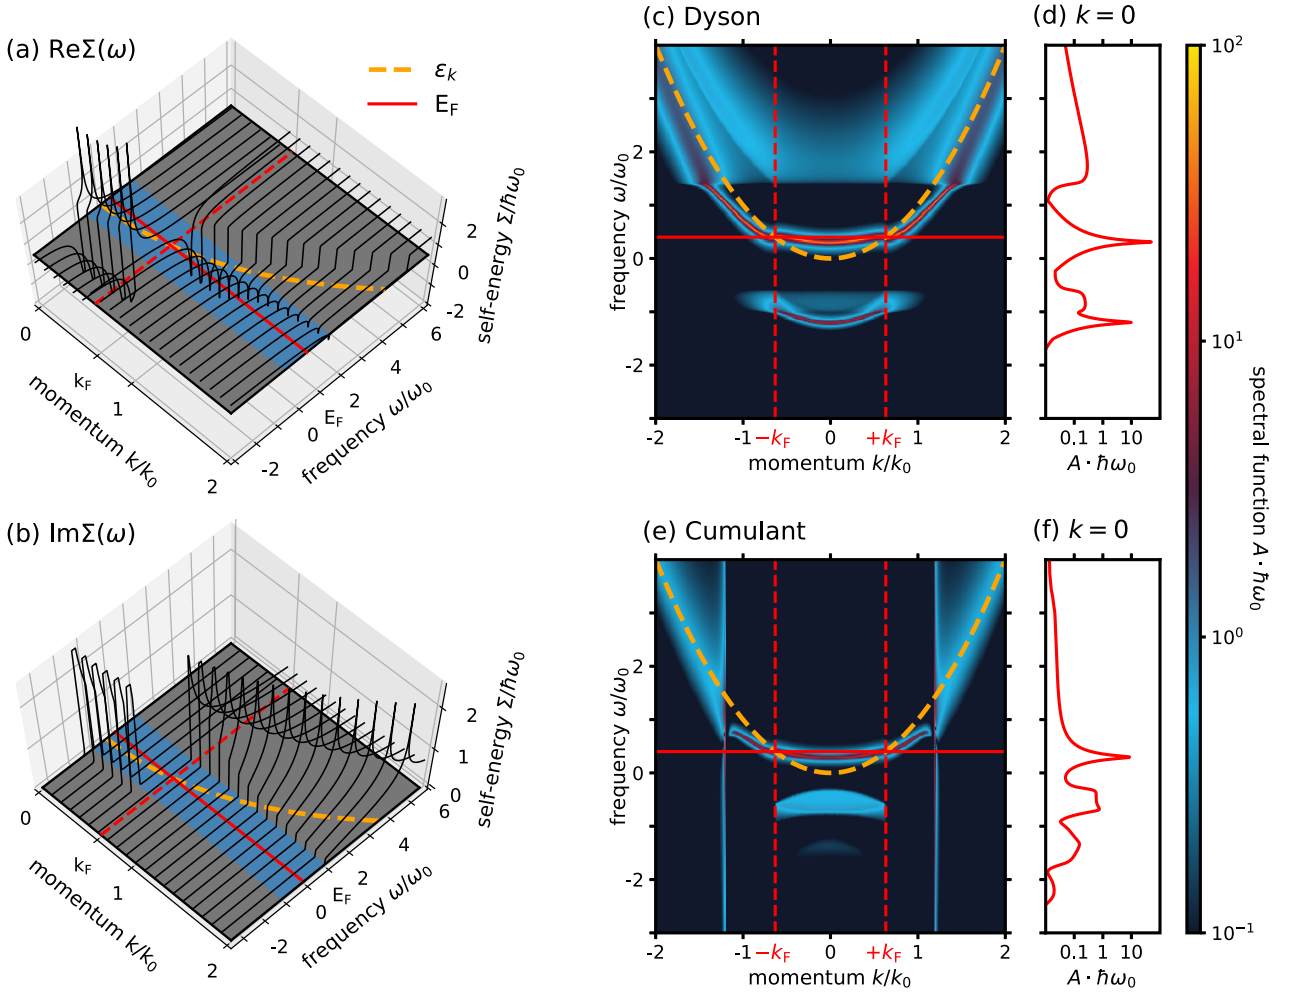 (a) ReΣ(ω)
εₖ
E_F
2
0
-2
self-energy Σ/ħω₀
0
k_F
1
2
momentum k/k₀
-2
0
E_F
2
4
6
frequency ω/ω₀
(b) ImΣ(ω)
2
1
0
self-energy Σ/ħω₀
0
k_F
1
2
momentum k/k₀
-2
0
E_F
2
4
6
frequency ω/ω₀
(c) Dyson
2
0
-2
frequency ω/ω₀
-2
-1
−k_F
0
+k_F
1
2
momentum k/k₀
(d) k = 0
0.1
1
10
A · ħω₀
(e) Cumulant
2
0
-2
frequency ω/ω₀
-2
-1
−k_F
0
+k_F
1
2
momentum k/k₀
(f) k = 0
0.1
1
10
A · ħω₀
10²
10¹
10⁰
10⁻¹
spectral function A · ħω₀